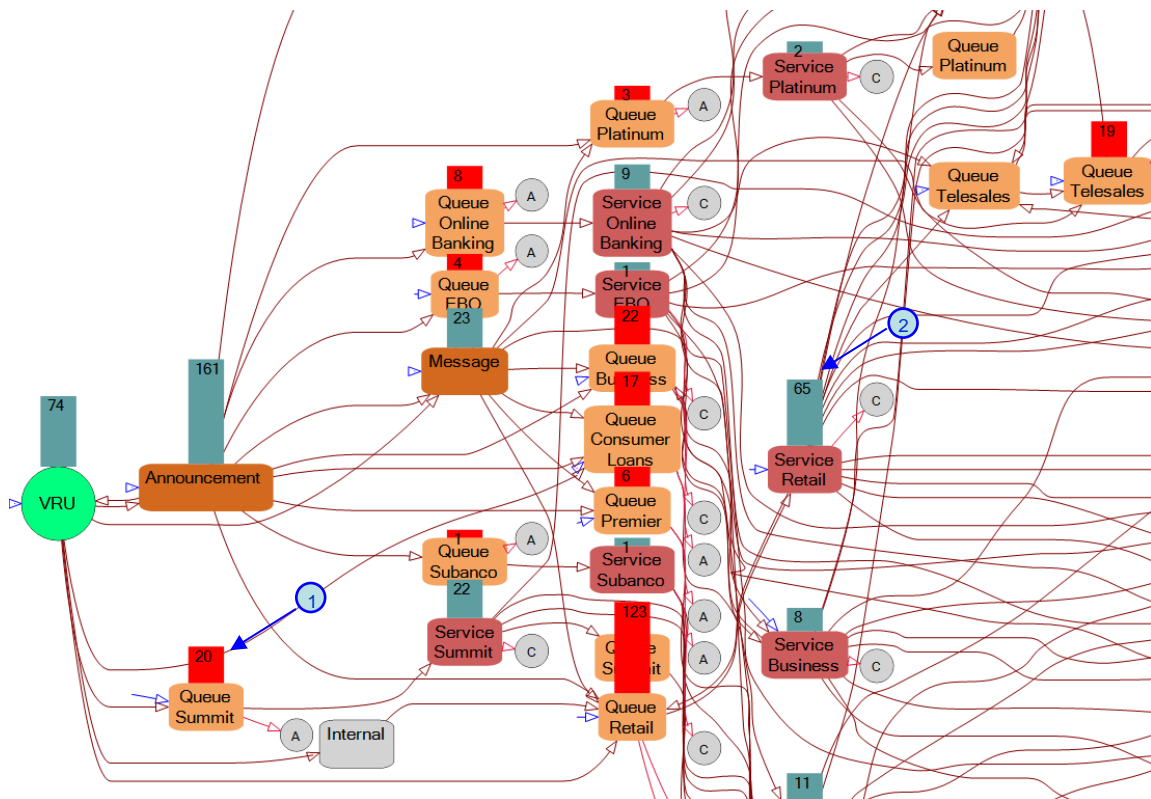 2
Service
Platinum
C
Queue
Platinum
3
Queue
Platinum
A
19
Queue
Telesales
Queue
Telesales
8
Queue
Online
Banking
A
9
Service
Online
Banking
C
4
Queue
EBO
A
1
Service
EBO
23
Message
22
Queue
Business
C
2
161
Announcement
17
Queue
Consumer
Loans
65
Service
Retail
C
74
VRU
6
Queue
Premier
C
A
1
Queue
Subanco
A
1
Service
Subanco
1
22
Service
Summit
C
123
Queue
Summit
A
A
8
Service
Business
C
20
Queue
Summit
A
Internal
Queue
Retail
C
11